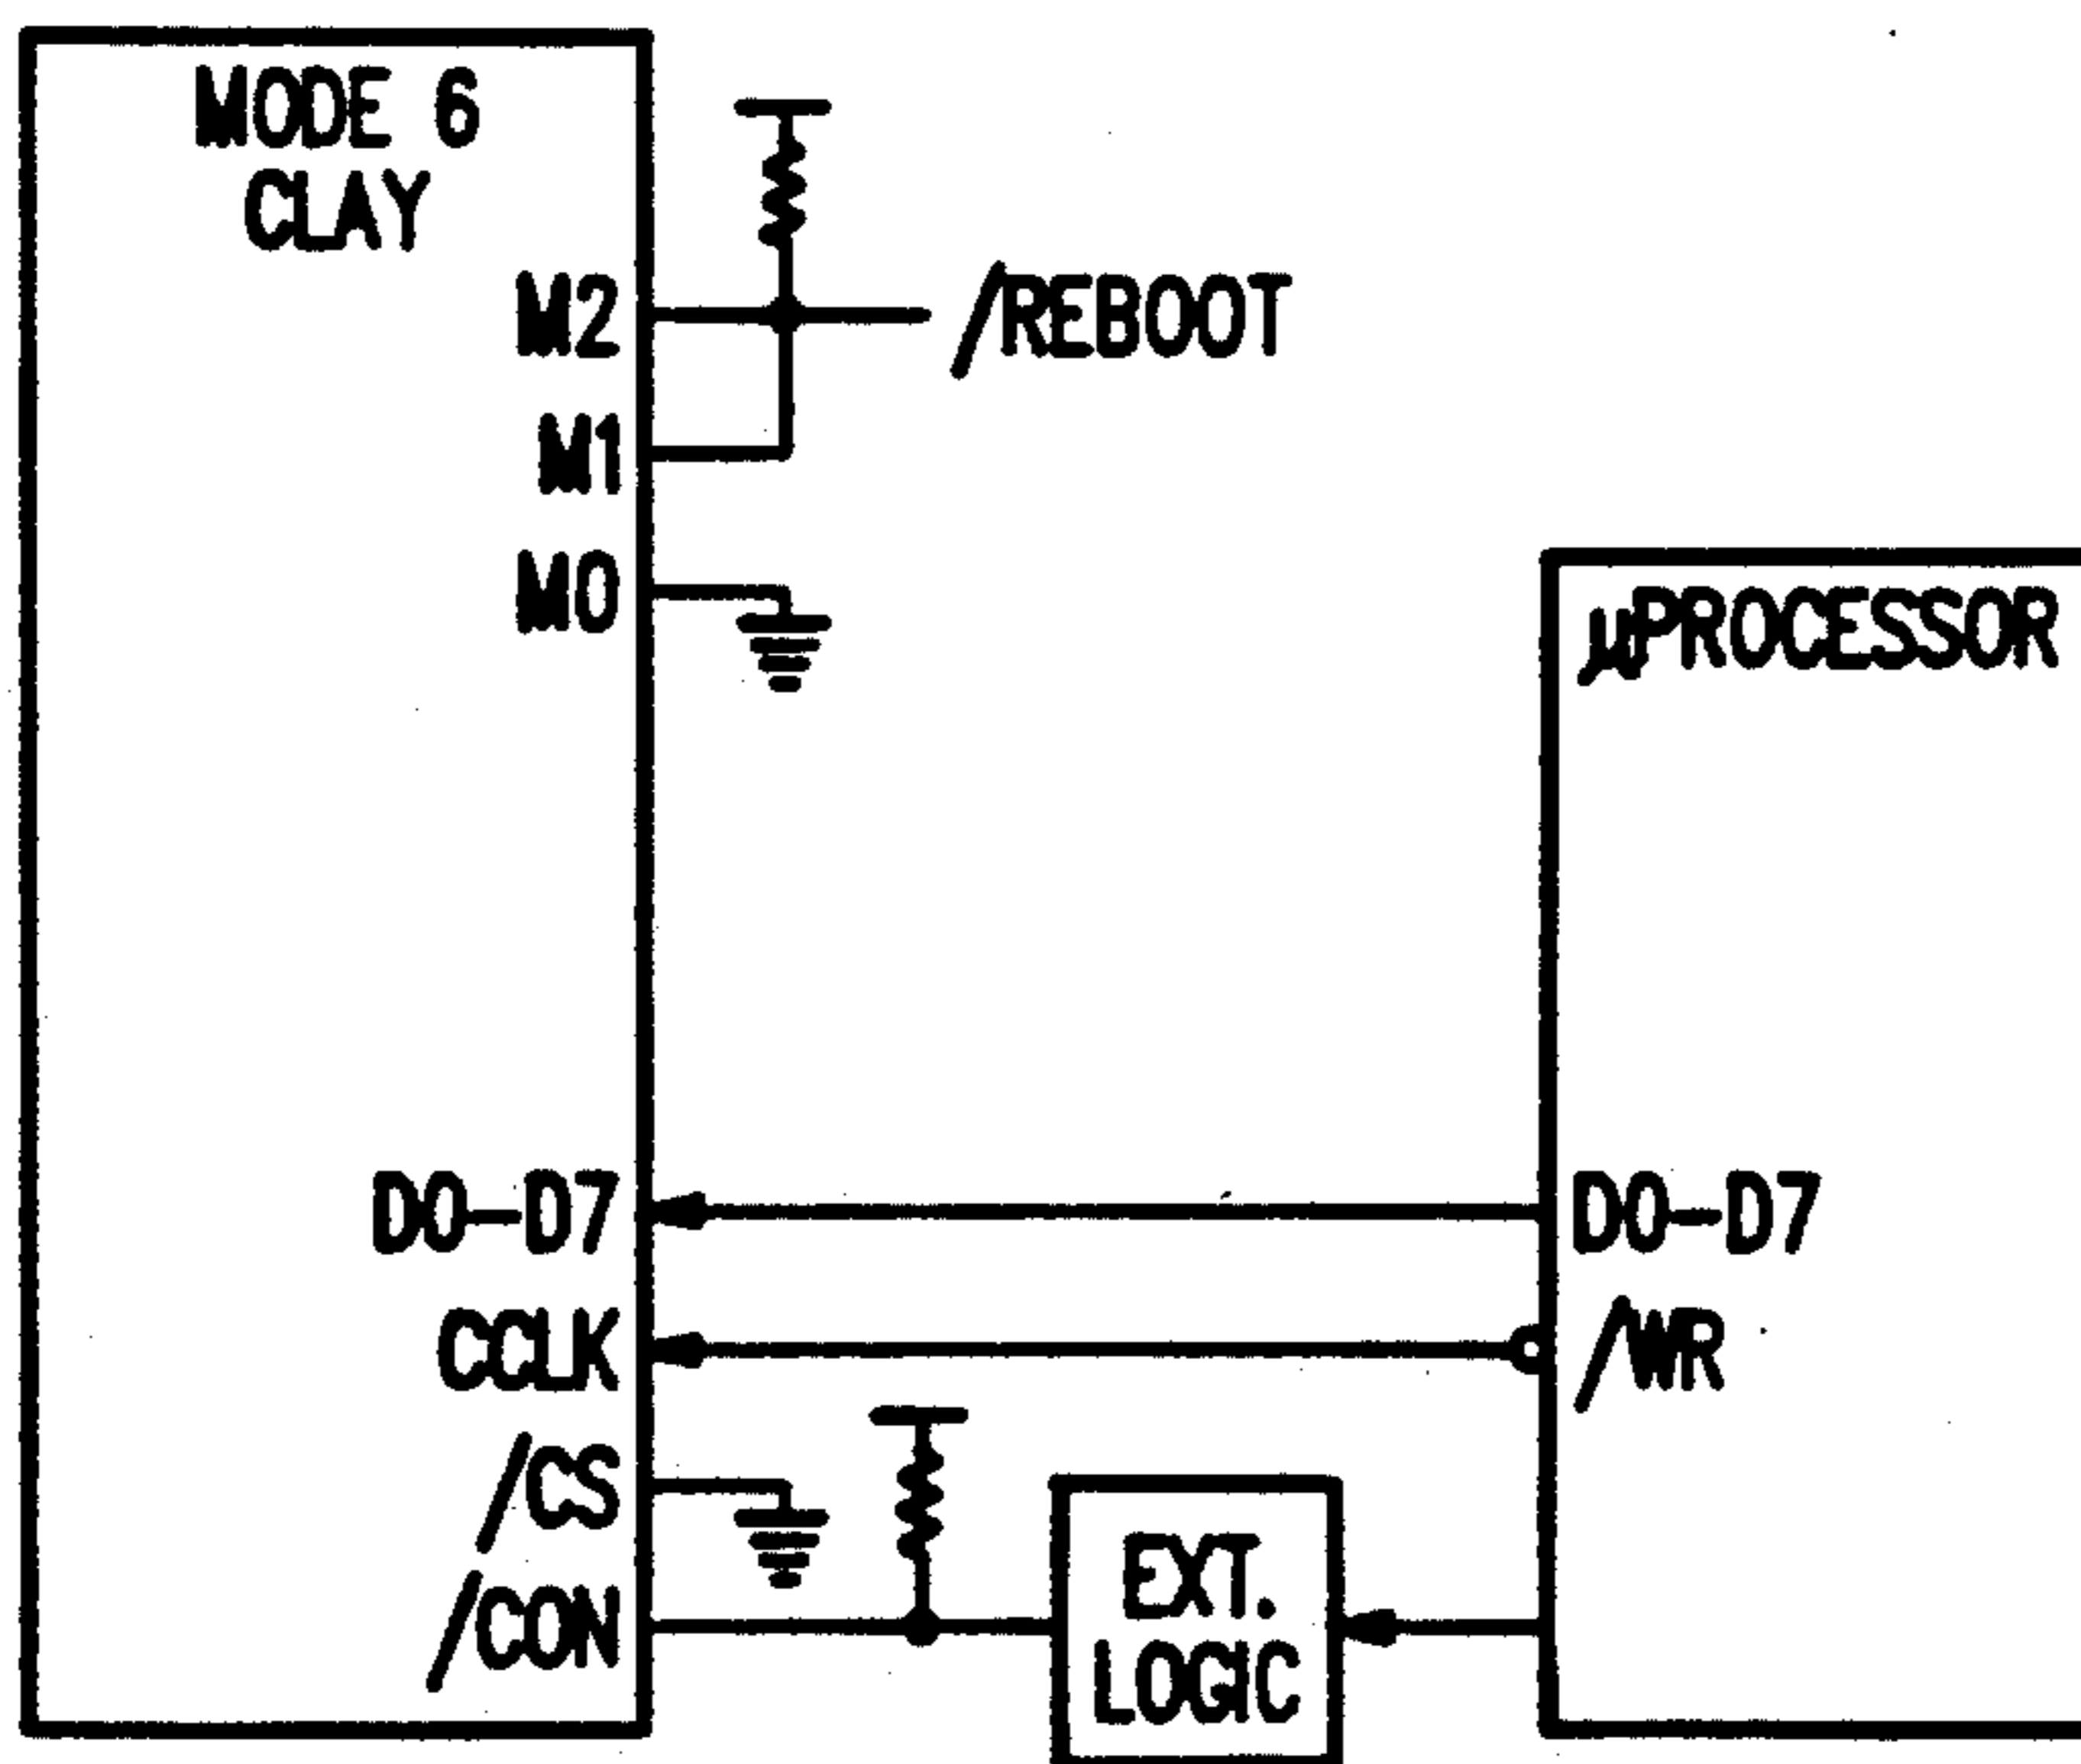 MODE 6
CLAY
M2
/REBOOT
M1
M0
µPROCESSOR
D0-D7
D0-D7
CCLK
/WR
/CS
/CON
EXT.
LOGIC